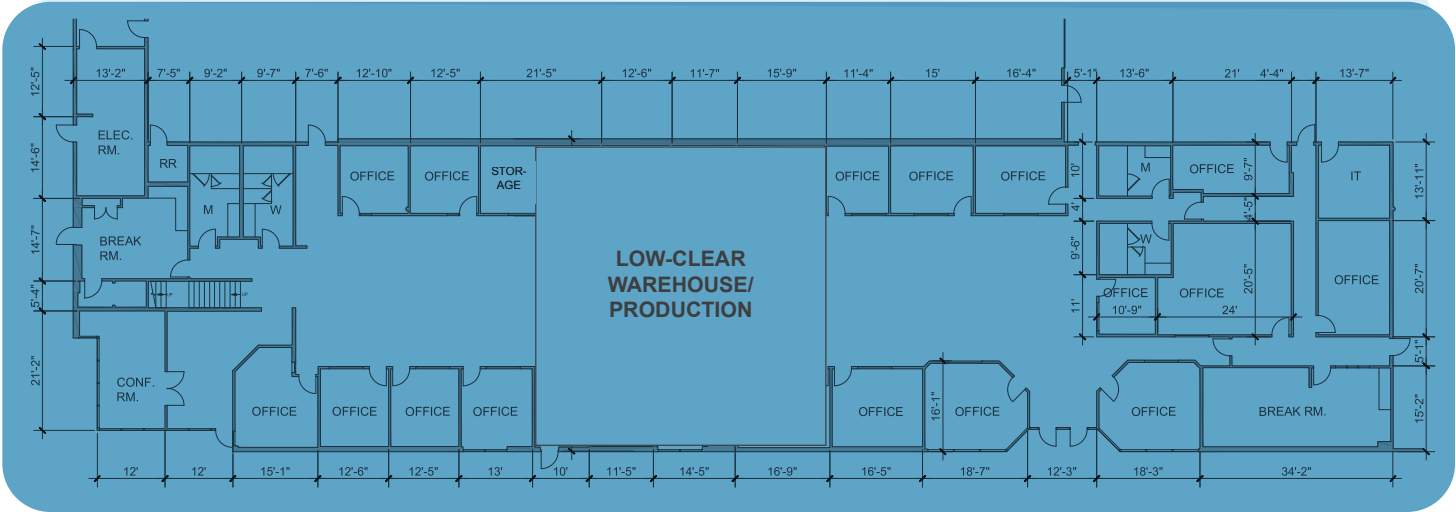 13'-2" 7'-5" 9'-2" 9'-7" 7'-6" 12'-10" 12'-5" 21'-5" 12'-6" 11'-7" 15'-9" 11'-4" 15' 16'-4" 5'-1" 13'-6" 21' 4'-4" 13'-7"
12'-5"
14'-6"
14'-7"
5'-4"
21'-2"
ELEC.
RM.
RR
M
W
BREAK
RM.
UP
UP
CONF.
RM.
OFFICE
OFFICE
STOR-
AGE
LOW-CLEAR
WAREHOUSE/
PRODUCTION
OFFICE
OFFICE
OFFICE
10'
4'
9'-6"
11'
M
OFFICE
9'-7"
4'-5"
IT
13'-11"
W
OFFICE
OFFICE
20'-5"
10'-9"
24'
OFFICE
20'-7"
5'-1"
15'-2"
OFFICE
OFFICE
OFFICE
OFFICE
OFFICE
16'-1"
OFFICE
OFFICE
BREAK RM.
12' 12' 15'-1" 12'-6" 12'-5" 13' 10' 11'-5" 14'-5" 16'-9" 16'-5" 18'-7" 12'-3" 18'-3" 34'-2"